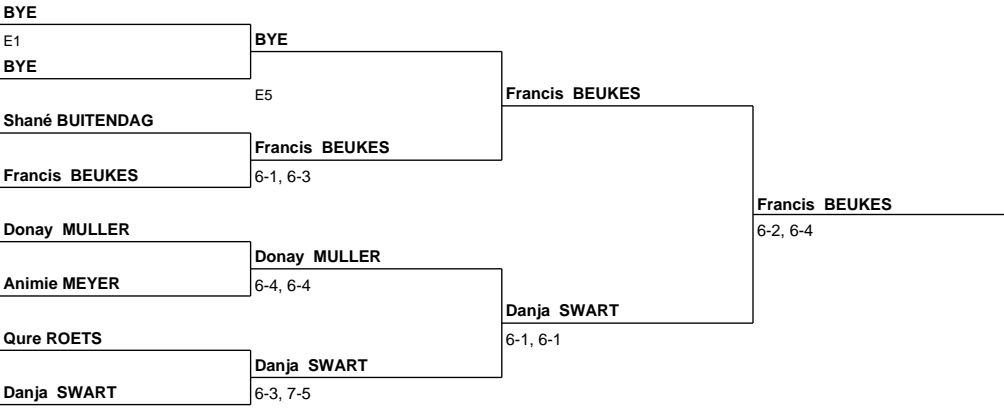 BYE
E1
BYE
BYE
E5
Francis BEUKES
Shané BUITENDAG
Francis BEUKES
Francis BEUKES
6-1, 6-3
Francis BEUKES
6-2, 6-4
Donay MULLER
Donay MULLER
Animie MEYER
6-4, 6-4
Danja SWART
6-1, 6-1
Qure ROETS
Danja SWART
Danja SWART
6-3, 7-5